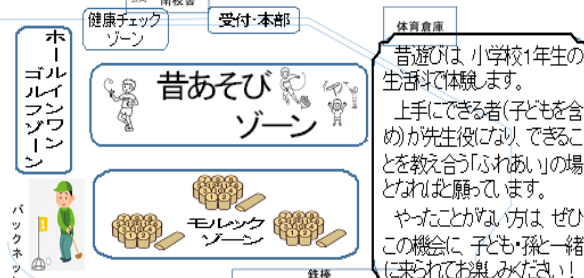 健康チェック
ゾーン
受付・本部
体育倉庫
ホールインワン
ゴルフゾーン
昔あそび
ゾーン
モルック
ゾーン
昔遊びは、小学校1年生の
生活科で体験します。
上手にできる者(子どもを含
め)が先生役になり、できるこ
とを教え合う「ふれあい」の場
となればと願っています。
やったことがない方は、ぜひ
この機会に、子ども・孫と一緒
に来られてお楽しみください！
バックネッ
鉄棒